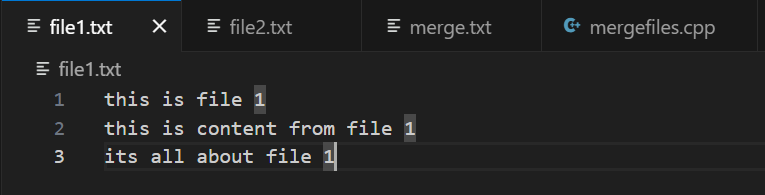 file1.txt file2.txt merge.txt mergefiles.cpp
file1.txt
1 this is file 1
2 this is content from file 1
3 its all about file 1